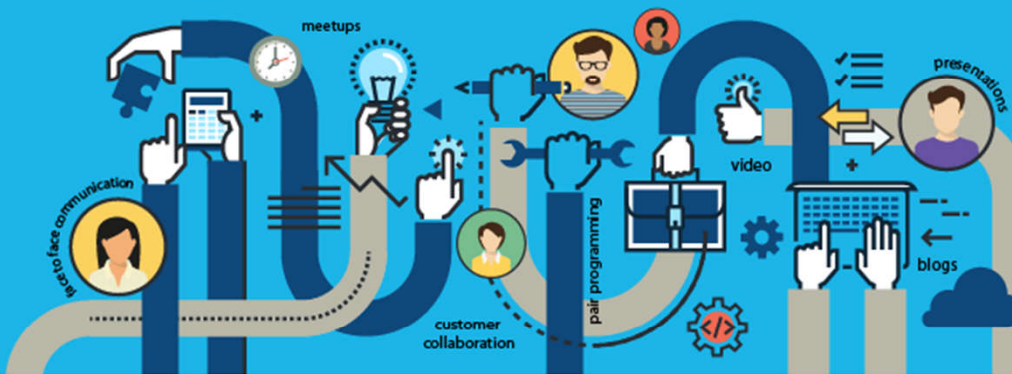 meetups
presentations
video
face to face communication
pair programming
blogs
customer
collaboration
</>